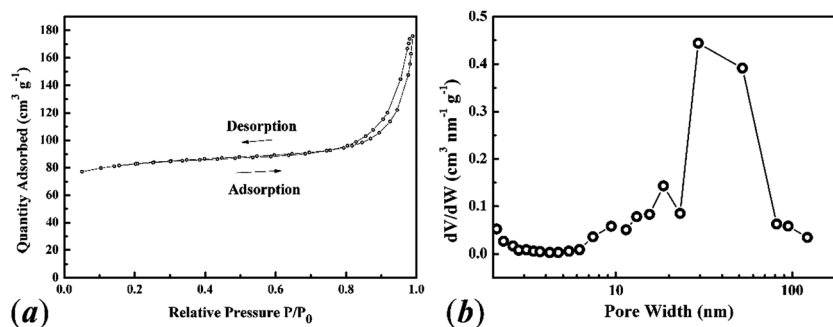 180
160
140
120
100
80
60
40
20
0
0.0 0.2 0.4 0.6 0.8 1.0
Quantity Adsorbed (cm³ g⁻¹)
Desorption
Adsorption
Relative Pressure P/P₀
(a)
0.5
0.4
0.3
0.2
0.1
0.0
10 100
dV/dW (cm³ nm⁻¹ g⁻¹)
Pore Width (nm)
(b)